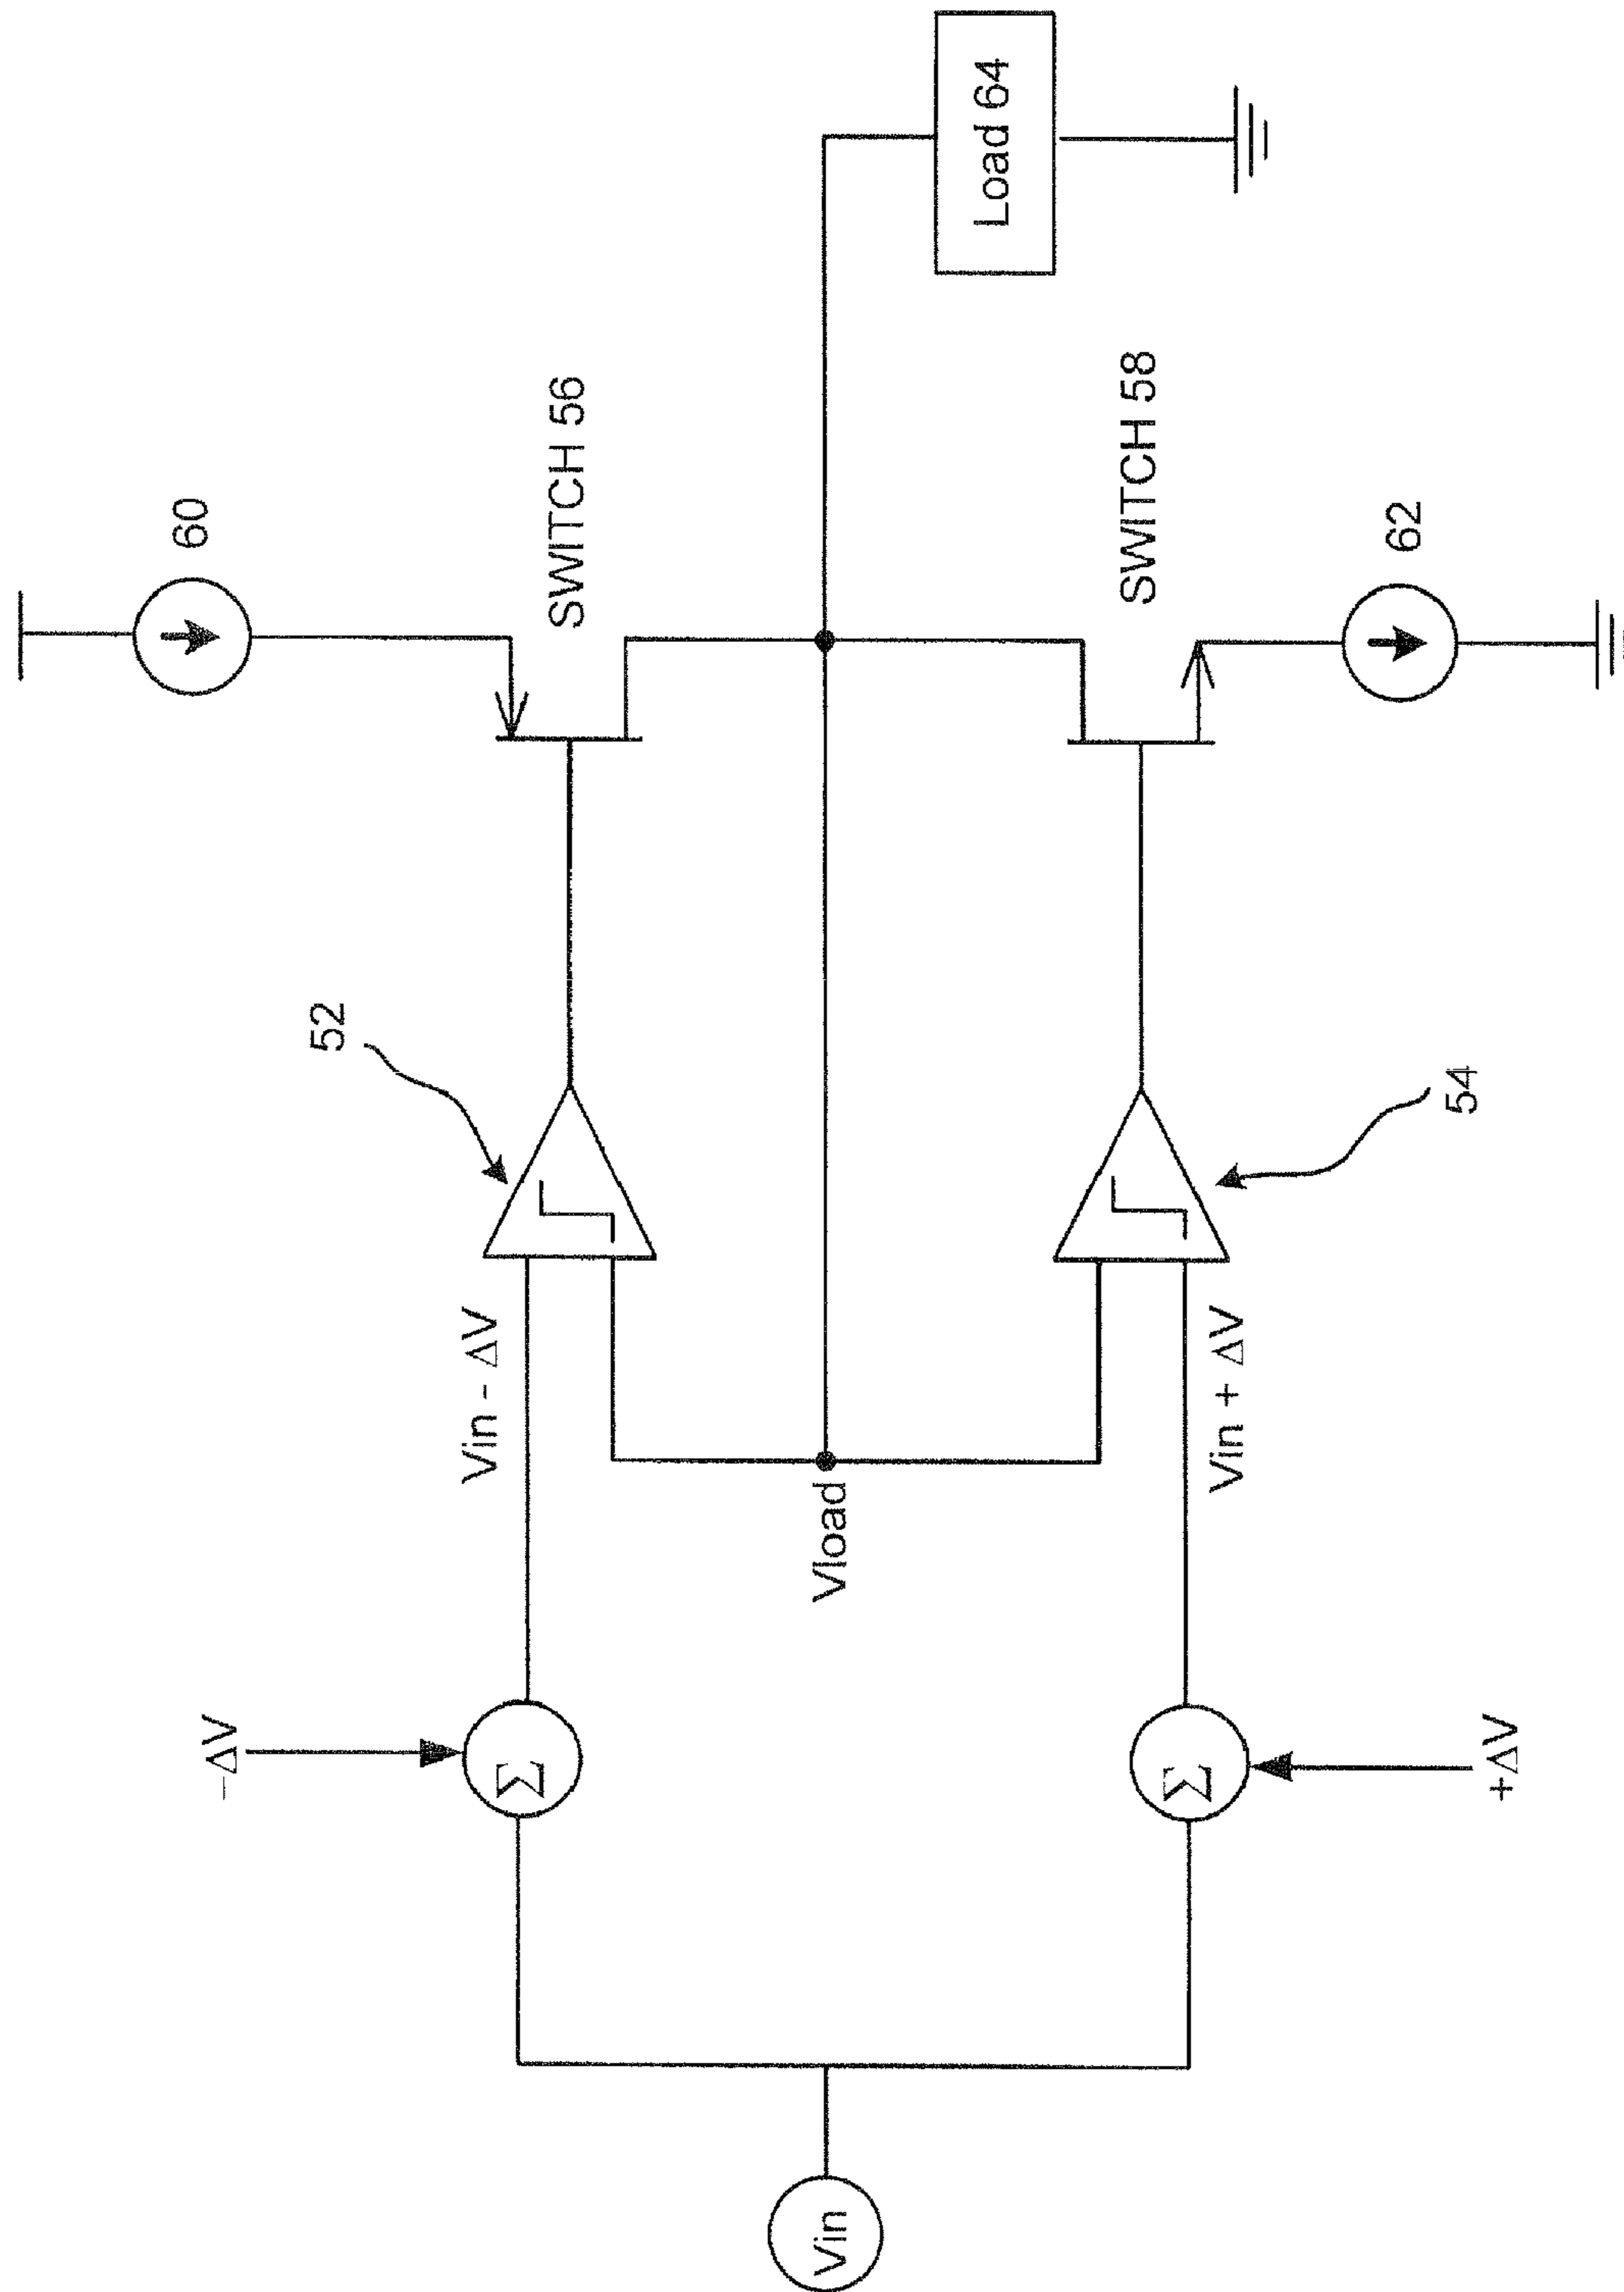 60
SWITCH 56
52
Load 64
−ΔV
Vin - ΔV
Σ
Vin
Vload
Σ
Vin + ΔV
+ΔV
54
SWITCH 58
62